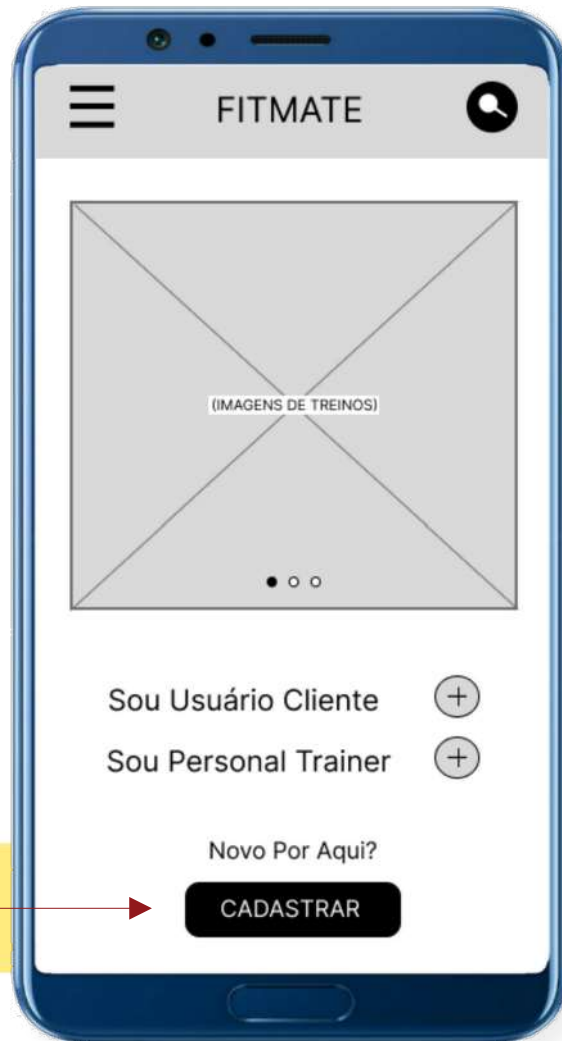 FITMATE
(IMAGENS DE TREINOS)
Sou Usuário Cliente
Sou Personal Trainer
Novo Por Aqui?
CADASTRAR